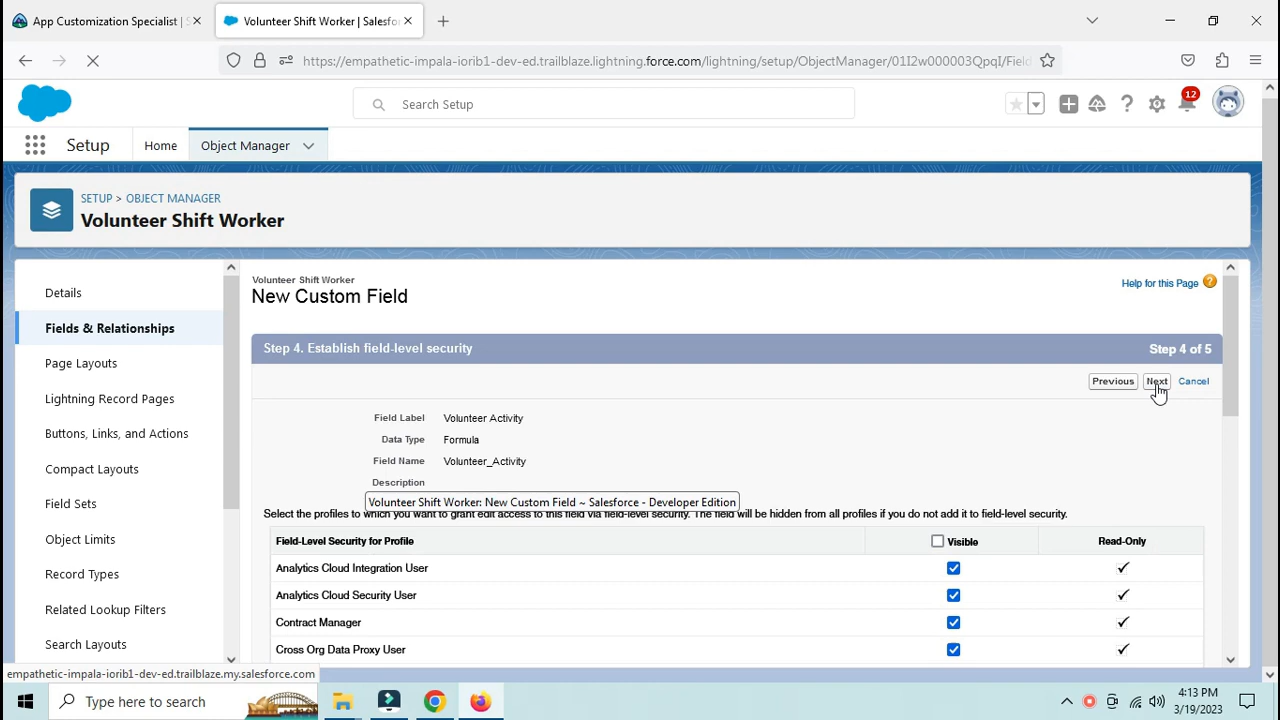 App Customization Specialist | S
Volunteer Shift Worker | Salesfor
https://empathetic-impala-iorib1-dev-ed.trailblaze.lightning.force.com/lightning/setup/ObjectManager/01I2w000003QpqI/Field
Search Setup
12
Setup
Home
Object Manager
SETUP > OBJECT MANAGER
Volunteer Shift Worker
Details
Fields & Relationships
Page Layouts
Lightning Record Pages
Buttons, Links, and Actions
Compact Layouts
Field Sets
Object Limits
Record Types
Related Lookup Filters
Search Layouts
Volunteer Shift Worker
New Custom Field
Help for this Page
Step 4. Establish field-level security
Step 4 of 5
Previous Next Cancel
Field Label Volunteer Activity
Data Type Formula
Field Name Volunteer_Activity
Description
Volunteer Shift Worker: New Custom Field ~ Salesforce - Developer Edition
Select the profiles to which you want to grant edit access to this field via field-level security. The field will be hidden from all profiles if you do not add it to field-level security.
Field-Level Security for Profile Visible Read-Only
Analytics Cloud Integration User
Analytics Cloud Security User
Contract Manager
Cross Org Data Proxy User
empathetic-impala-iorib1-dev-ed.trailblaze.my.salesforce.com
Type here to search
4:13 PM
3/19/2023